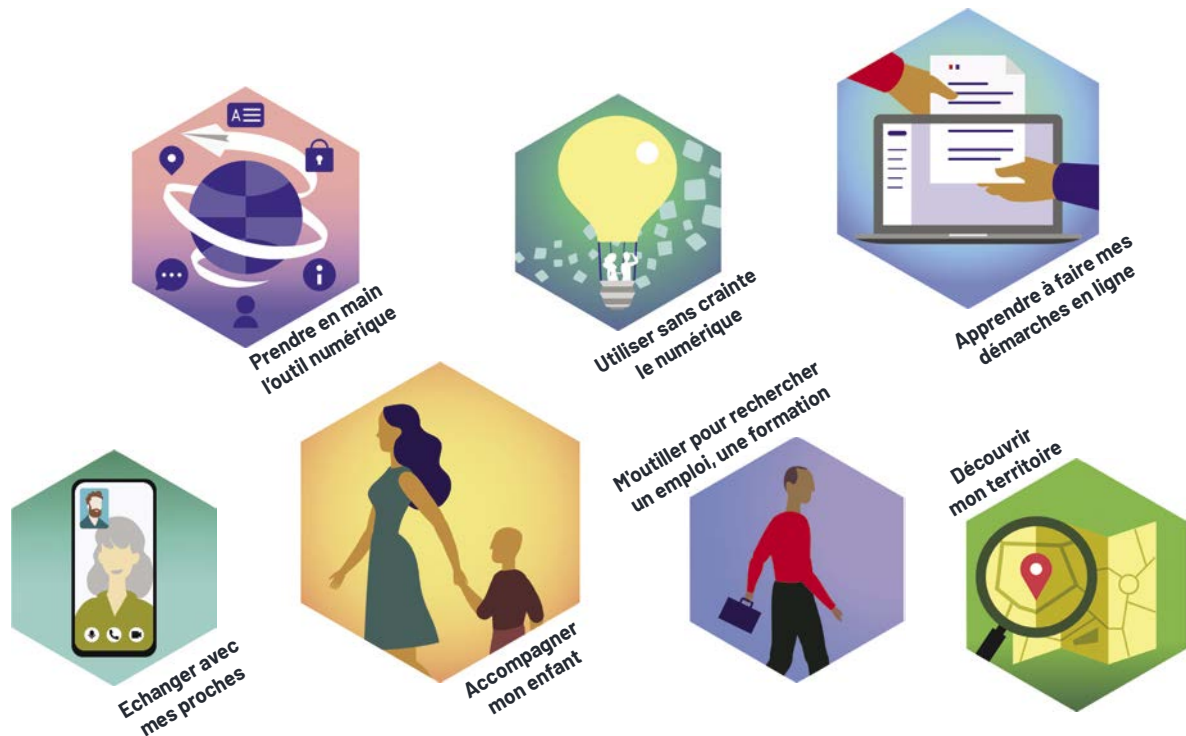 Prendre en main
l'outil numérique
Utiliser sans crainte
le numérique
Apprendre à faire mes
démarches en ligne
Echanger avec
mes proches
Accompagner
mon enfant
M'outiller pour rechercher
un emploi, une formation
Découvrir
mon territoire
A